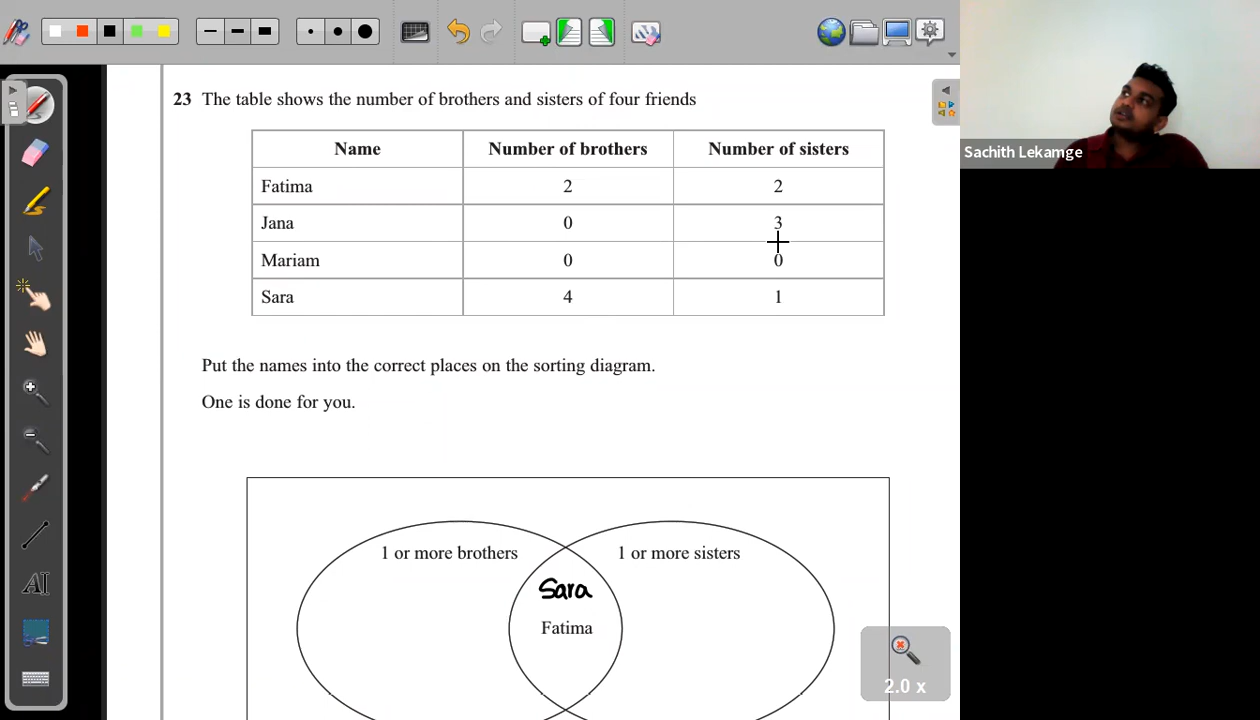 23 The table shows the number of brothers and sisters of four friends
Name Number of brothers Number of sisters
Fatima 2 2
Jana 0 3
Mariam 0 0
Sara 4 1
Put the names into the correct places on the sorting diagram.
One is done for you.
1 or more brothers 1 or more sisters
Sara
Fatima
2.0 x
Sachith Lekamge
AI